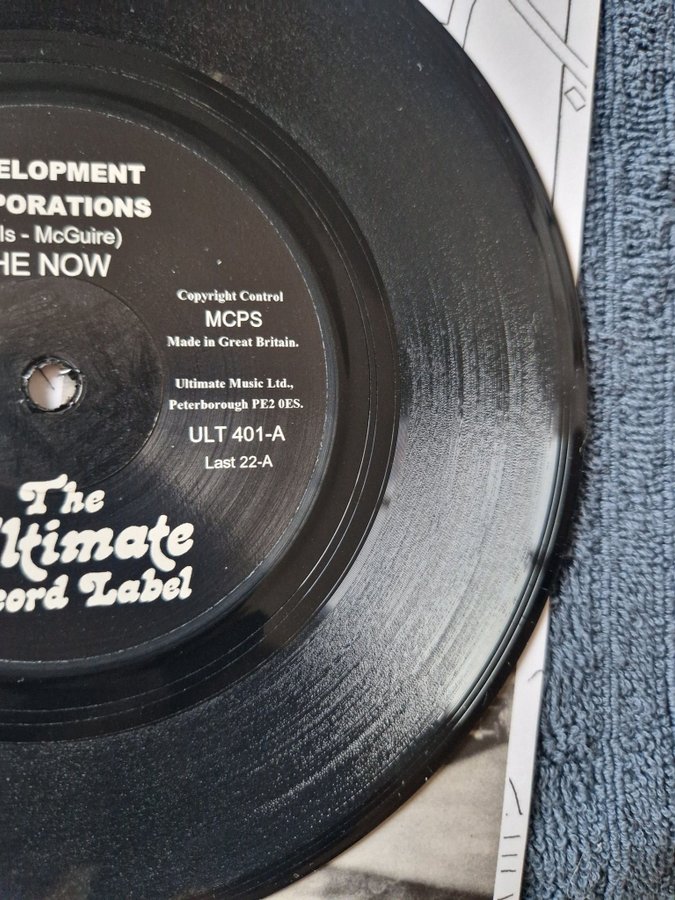 ELOPMENT
PORATIONS
ls - McGuire)
HE NOW
Copyright Control
MCPS
Made in Great Britain.
Ultimate Music Ltd.,
Peterborough PE2 0ES.
ULT 401-A
Last 22-A
The
ltimate
cord Label